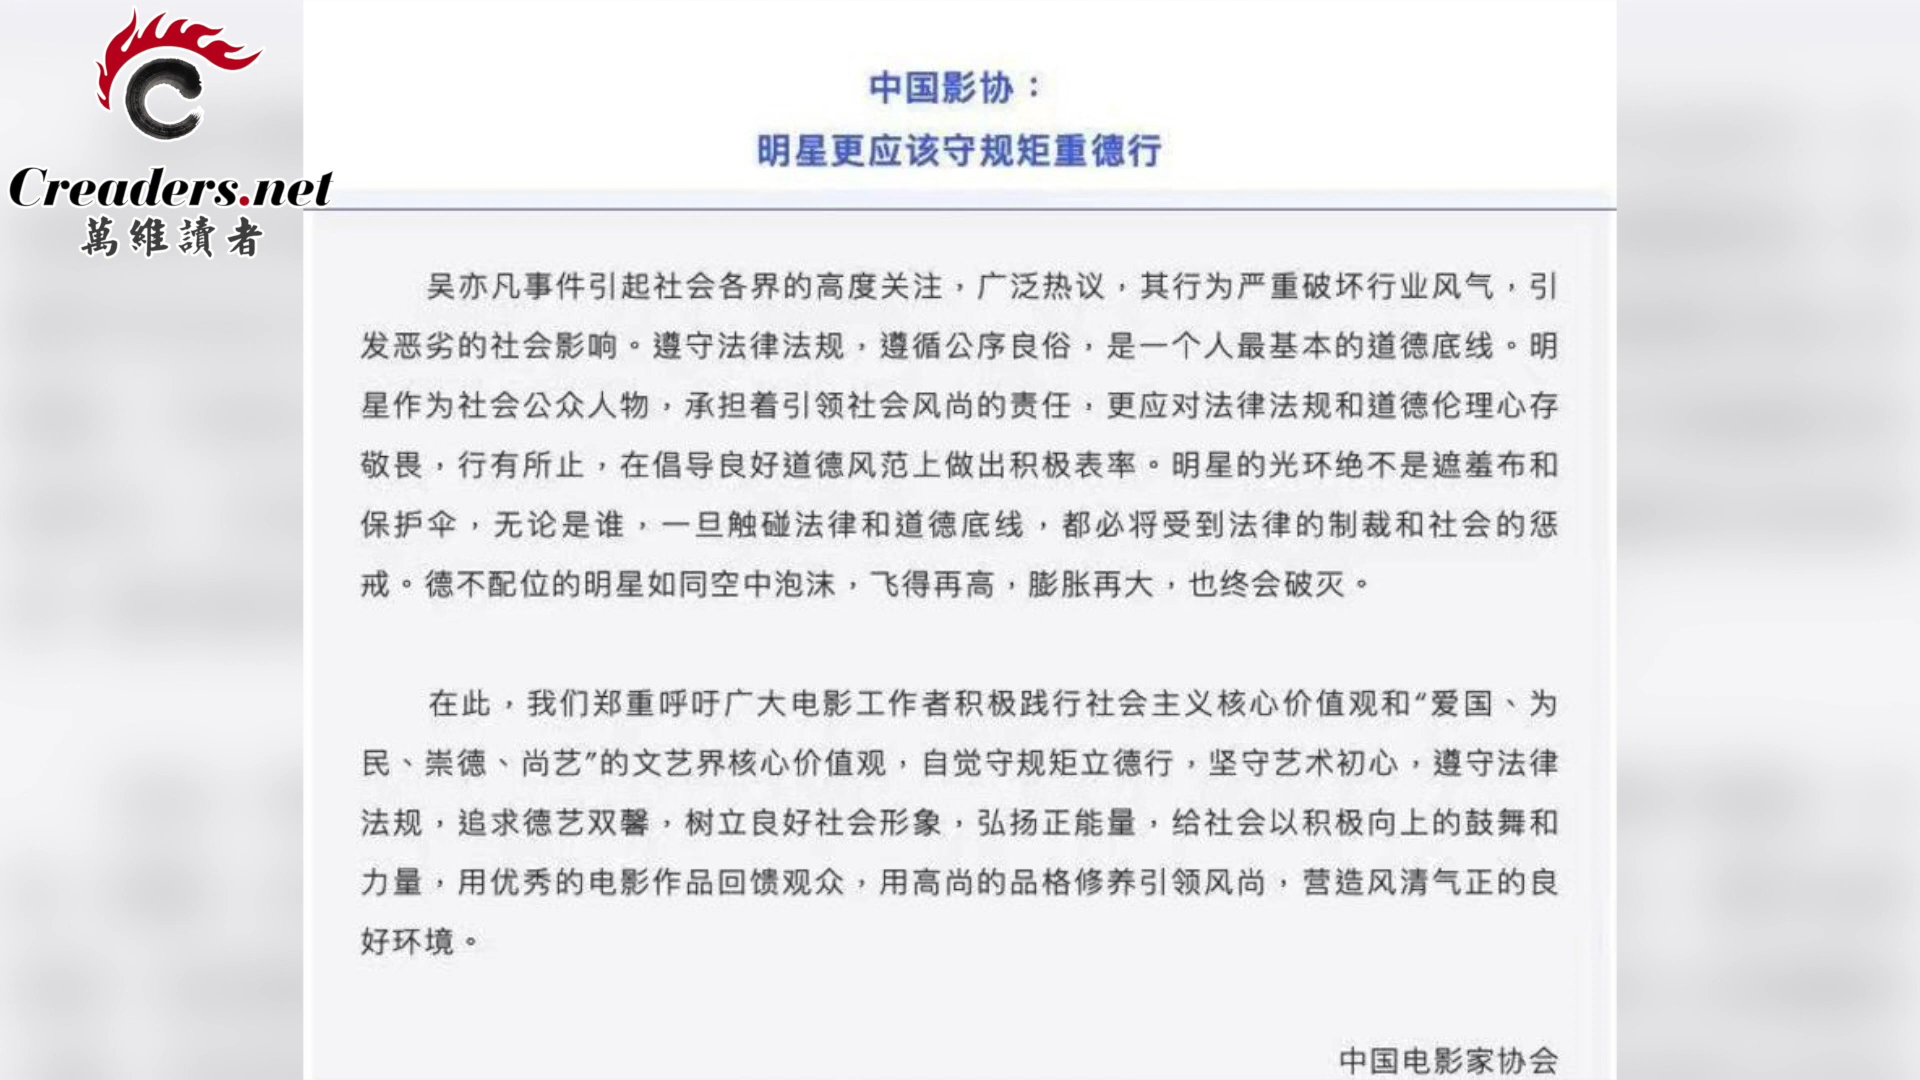 Creaders.net
萬維讀者
中国影协：
明星更应该守规矩重德行
吴亦凡事件引起社会各界的高度关注，广泛热议，其行为严重破坏行业风气，引
发恶劣的社会影响。遵守法律法规，遵循公序良俗，是一个人最基本的道德底线。明
星作为社会公众人物，承担着引领社会风尚的责任，更应对法律法规和道德伦理心存
敬畏，行有所止，在倡导良好道德风范上做出积极表率。明星的光环绝不是遮羞布和
保护伞，无论是谁，一旦触碰法律和道德底线，都必将受到法律的制裁和社会的惩
戒。德不配位的明星如同空中泡沫，飞得再高，膨胀再大，也终会破灭。
在此，我们郑重呼吁广大电影工作者积极践行社会主义核心价值观和“爱国、为
民、崇德、尚艺”的文艺界核心价值观，自觉守规矩立德行，坚守艺术初心，遵守法律
法规，追求德艺双馨，树立良好社会形象，弘扬正能量，给社会以积极向上的鼓舞和
力量，用优秀的电影作品回馈观众，用高尚的品格修养引领风尚，营造风清气正的良
好环境。
中国电影家协会